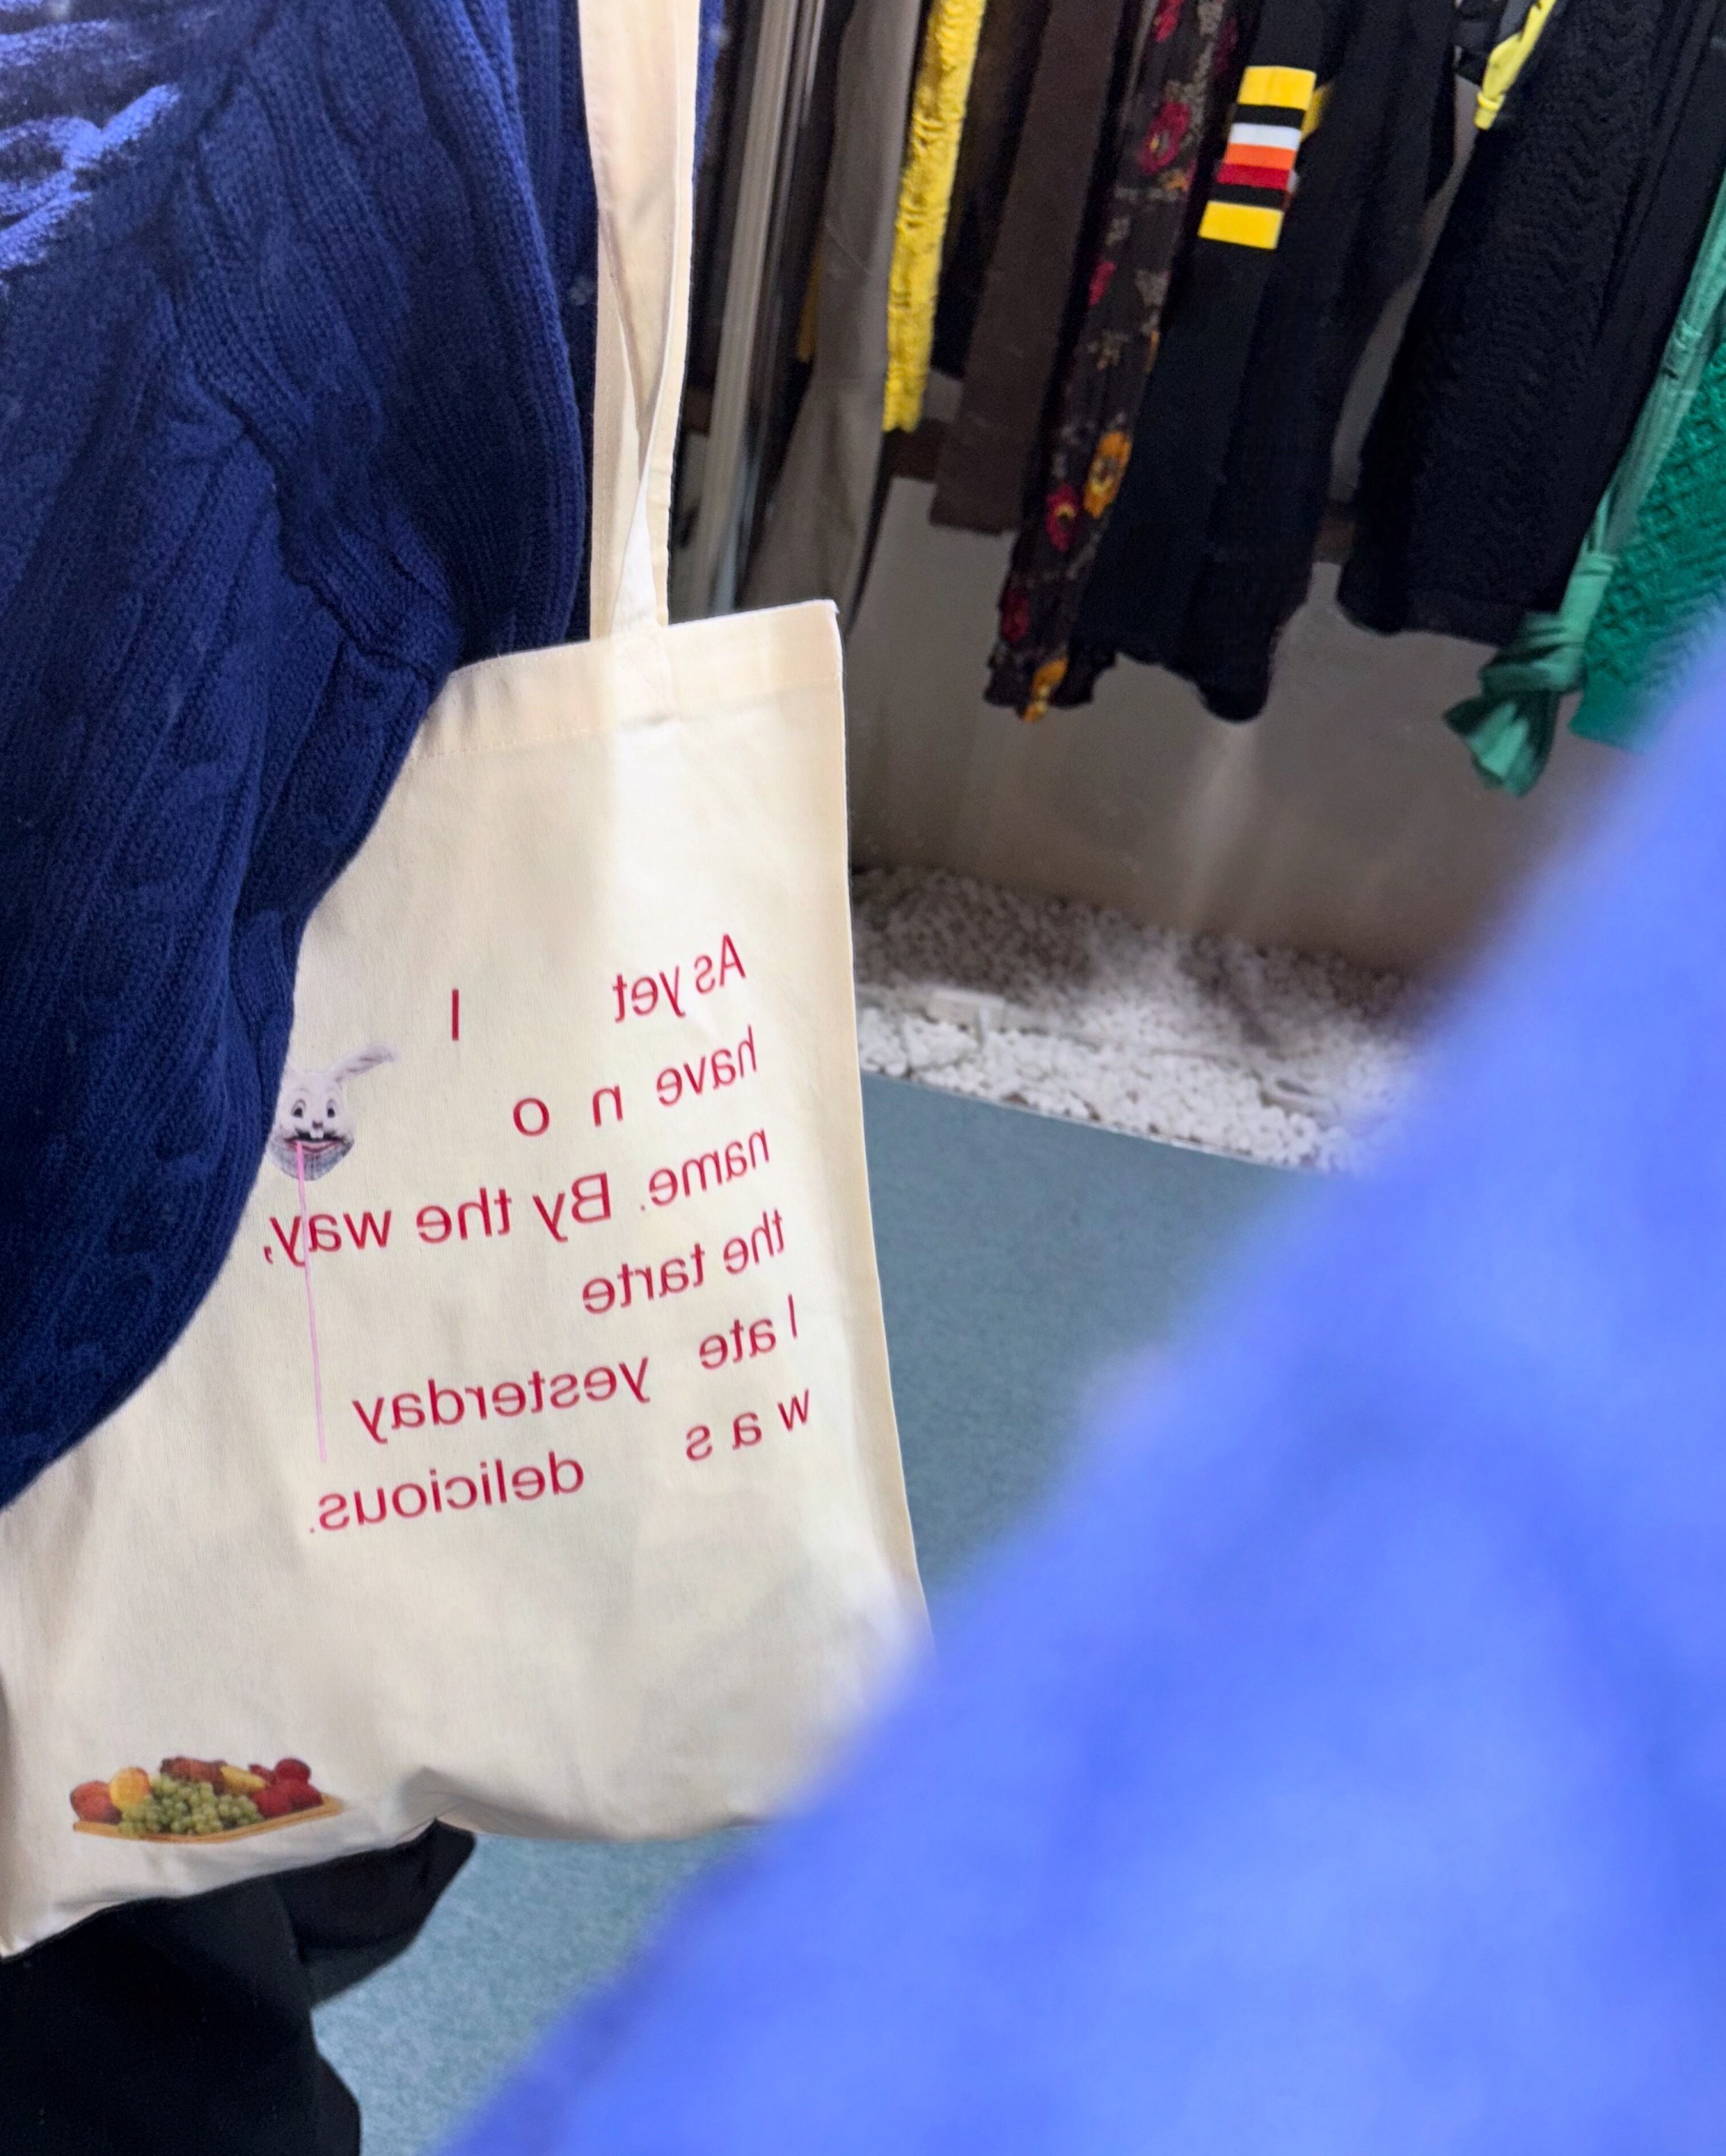 As yet I
have n o
name. By the way,
the tarte
I ate yesterday
w a s delicious.